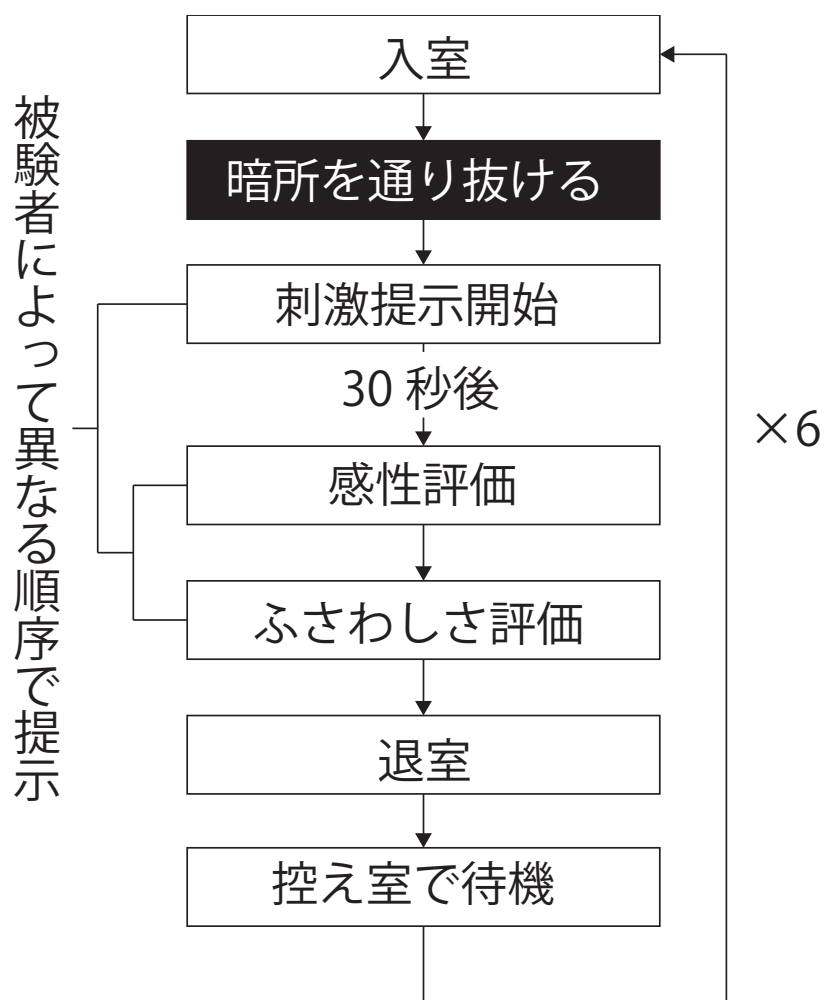 入室
暗所を通り抜ける
刺激提示開始
30 秒後
感性評価
ふさわしさ評価
退室
控え室で待機
被験者によって異なる順序で提示
×6